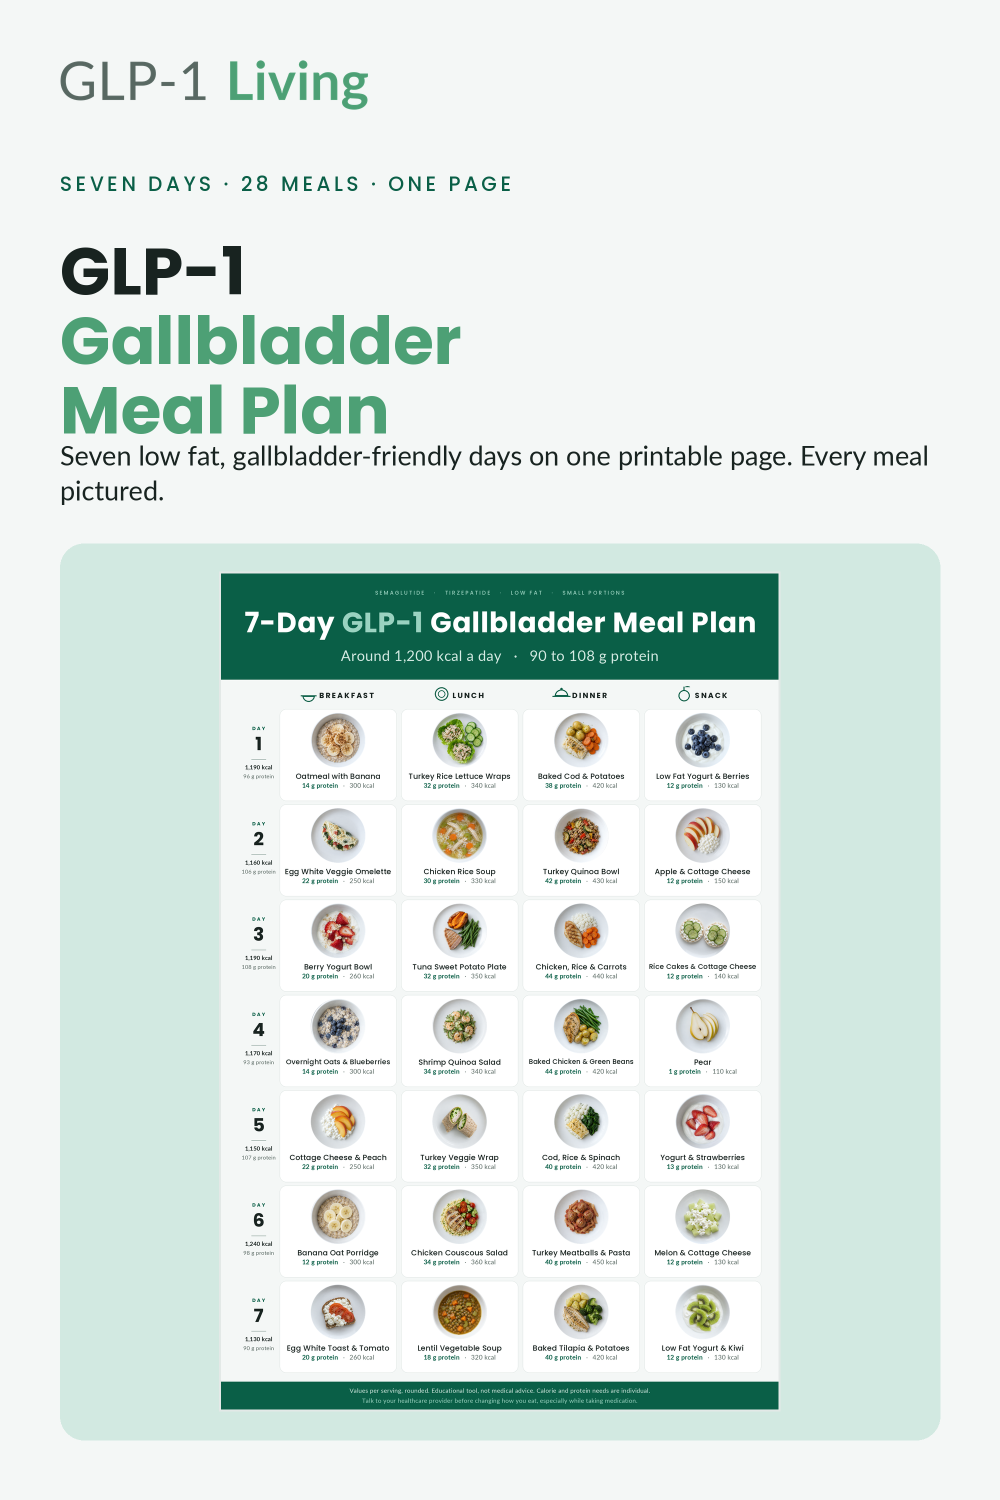 GLP-1 Living
SEVEN DAYS · 28 MEALS · ONE PAGE
GLP-1
Gallbladder
Meal Plan
Seven low fat, gallbladder-friendly days on one printable page. Every meal
pictured.
SEMAGLUTIDE · TIRZEPATIDE · LOW FAT · SMALL PORTIONS
7-Day GLP-1 Gallbladder Meal Plan
Around 1,200 kcal a day · 90 to 108 g protein
BREAKFAST LUNCH DINNER SNACK
DAY
1
1,190 kcal
96 g protein
Oatmeal with Banana
14 g protein · 300 kcal
Turkey Rice Lettuce Wraps
32 g protein · 340 kcal
Baked Cod & Potatoes
38 g protein · 420 kcal
Low Fat Yogurt & Berries
12 g protein · 130 kcal
DAY
2
1,160 kcal
106 g protein
Egg White Veggie Omelette
22 g protein · 250 kcal
Chicken Rice Soup
30 g protein · 330 kcal
Turkey Quinoa Bowl
42 g protein · 430 kcal
Apple & Cottage Cheese
12 g protein · 150 kcal
DAY
3
1,190 kcal
108 g protein
Berry Yogurt Bowl
20 g protein · 260 kcal
Tuna Sweet Potato Plate
32 g protein · 350 kcal
Chicken, Rice & Carrots
44 g protein · 440 kcal
Rice Cakes & Cottage Cheese
12 g protein · 140 kcal
DAY
4
1,170 kcal
93 g protein
Overnight Oats & Blueberries
14 g protein · 300 kcal
Shrimp Quinoa Salad
34 g protein · 340 kcal
Baked Chicken & Green Beans
44 g protein · 420 kcal
Pear
1 g protein · 110 kcal
DAY
5
1,150 kcal
107 g protein
Cottage Cheese & Peach
22 g protein · 250 kcal
Turkey Veggie Wrap
32 g protein · 350 kcal
Cod, Rice & Spinach
40 g protein · 420 kcal
Yogurt & Strawberries
13 g protein · 130 kcal
DAY
6
1,240 kcal
98 g protein
Banana Oat Porridge
12 g protein · 300 kcal
Chicken Couscous Salad
34 g protein · 360 kcal
Turkey Meatballs & Pasta
40 g protein · 450 kcal
Melon & Cottage Cheese
12 g protein · 130 kcal
DAY
7
1,130 kcal
90 g protein
Egg White Toast & Tomato
20 g protein · 260 kcal
Lentil Vegetable Soup
18 g protein · 320 kcal
Baked Tilapia & Potatoes
40 g protein · 420 kcal
Low Fat Yogurt & Kiwi
12 g protein · 130 kcal
Values per serving, rounded. Educational tool, not medical advice. Calorie and protein needs are individual.
Talk to your healthcare provider before changing how you eat, especially while taking medication.